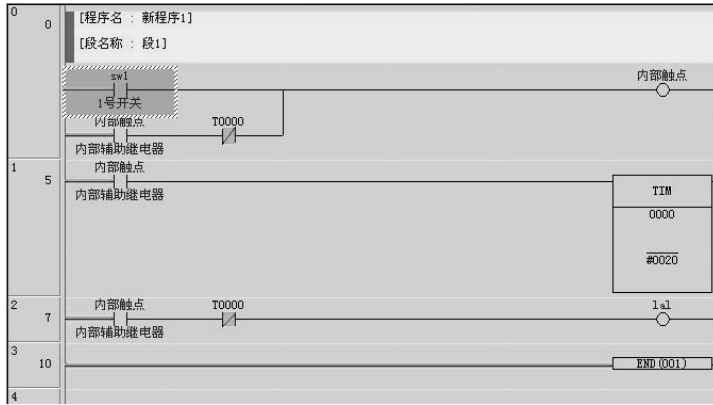 0
0
[程序名 : 新程序1]
[段名称 : 段1]
sw1
内部触点
1号开关
内部触点 T0000
内部辅助继电器
1
5
内部触点
内部辅助继电器
TIM
0000
#0020
2
7
内部触点 T0000 la1
内部辅助继电器
3
10
END(001)
4